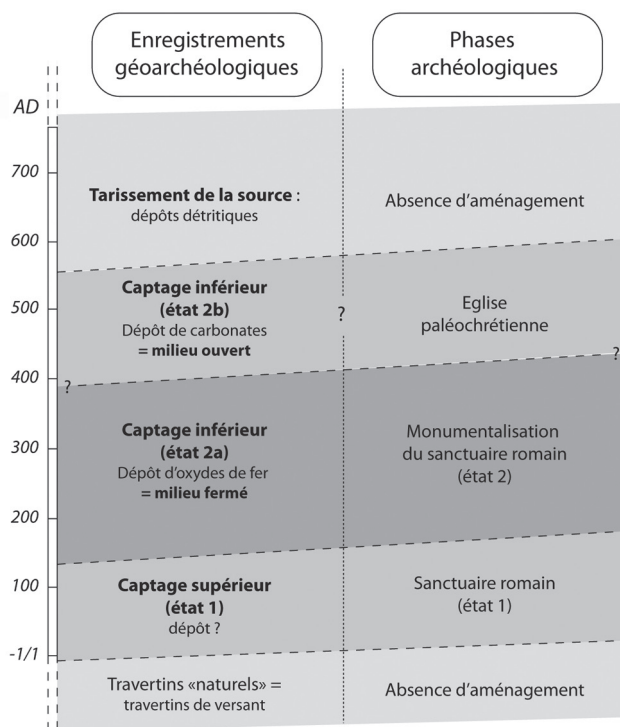 Enregistrements
géoarchéologiques
Phases
archéologiques
AD
700
600
500
400
300
200
100
-1/1
Tarissement de la source :
dépôts détritiques
Absence d'aménagement
Captage inférieur
(état 2b)
Dépôt de carbonates
= milieu ouvert
?
Eglise
paléochrétienne
?
?
Captage inférieur
(état 2a)
Dépôt d'oxydes de fer
= milieu fermé
Monumentalisation
du sanctuaire romain
(état 2)
Captage supérieur
(état 1)
dépôt ?
Sanctuaire romain
(état 1)
Travertins «naturels» =
travertins de versant
Absence d'aménagement